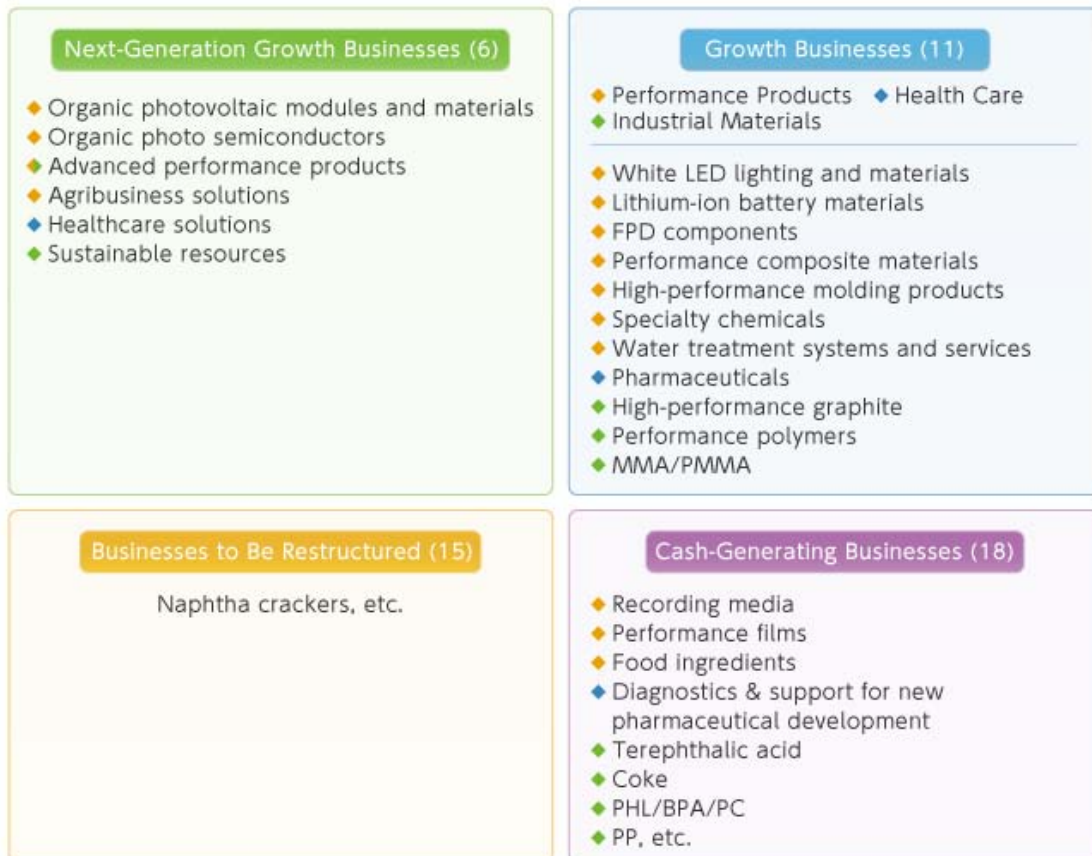 Next-Generation Growth Businesses (6)
Organic photovoltaic modules and materials
Organic photo semiconductors
Advanced performance products
Agribusiness solutions
Healthcare solutions
Sustainable resources
Growth Businesses (11)
Performance Products Health Care
Industrial Materials
White LED lighting and materials
Lithium-ion battery materials
FPD components
Performance composite materials
High-performance molding products
Specialty chemicals
Water treatment systems and services
Pharmaceuticals
High-performance graphite
Performance polymers
MMA/PMMA
Businesses to Be Restructured (15)
Naphtha crackers, etc.
Cash-Generating Businesses (18)
Recording media
Performance films
Food ingredients
Diagnostics & support for new
pharmaceutical development
Terephthalic acid
Coke
PHL/BPA/PC
PP, etc.